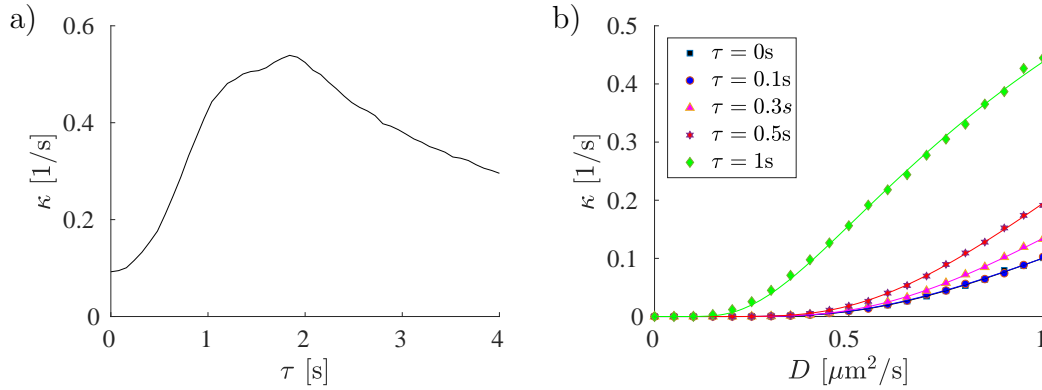 a)
0.6
0.4
0.2
0
κ [1/s]
0
1
2
3
4
τ [s]
b)
0.5
0.4
0.3
0.2
0.1
0
κ [1/s]
τ = 0s
τ = 0.1s
τ = 0.3s
τ = 0.5s
τ = 1s
0
0.5
1
D [μm²/s]